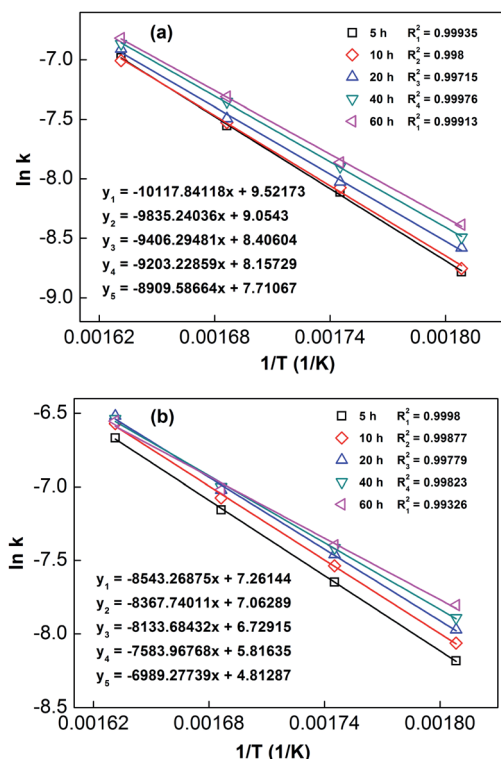 (a)
5 h R₁² = 0.99935
10 h R₂² = 0.998
20 h R₃² = 0.99715
40 h R₄² = 0.99976
60 h R₁² = 0.99913
-7.0
-7.5
-8.0
-8.5
-9.0
ln k
y₁ = -10117.84118x + 9.52173
y₂ = -9835.24036x + 9.0543
y₃ = -9406.29481x + 8.40604
y₄ = -9203.22859x + 8.15729
y₅ = -8909.58664x + 7.71067
0.00162 0.00168 0.00174 0.00180
1/T (1/K)
(b)
5 h R₁² = 0.9998
10 h R₂² = 0.99877
20 h R₃² = 0.99779
40 h R₄² = 0.99823
60 h R₁² = 0.99326
-6.5
-7.0
-7.5
-8.0
-8.5
ln k
y₁ = -8543.26875x + 7.26144
y₂ = -8367.74011x + 7.06289
y₃ = -8133.68432x + 6.72915
y₄ = -7583.96768x + 5.81635
y₅ = -6989.27739x + 4.81287
0.00162 0.00168 0.00174 0.00180
1/T (1/K)